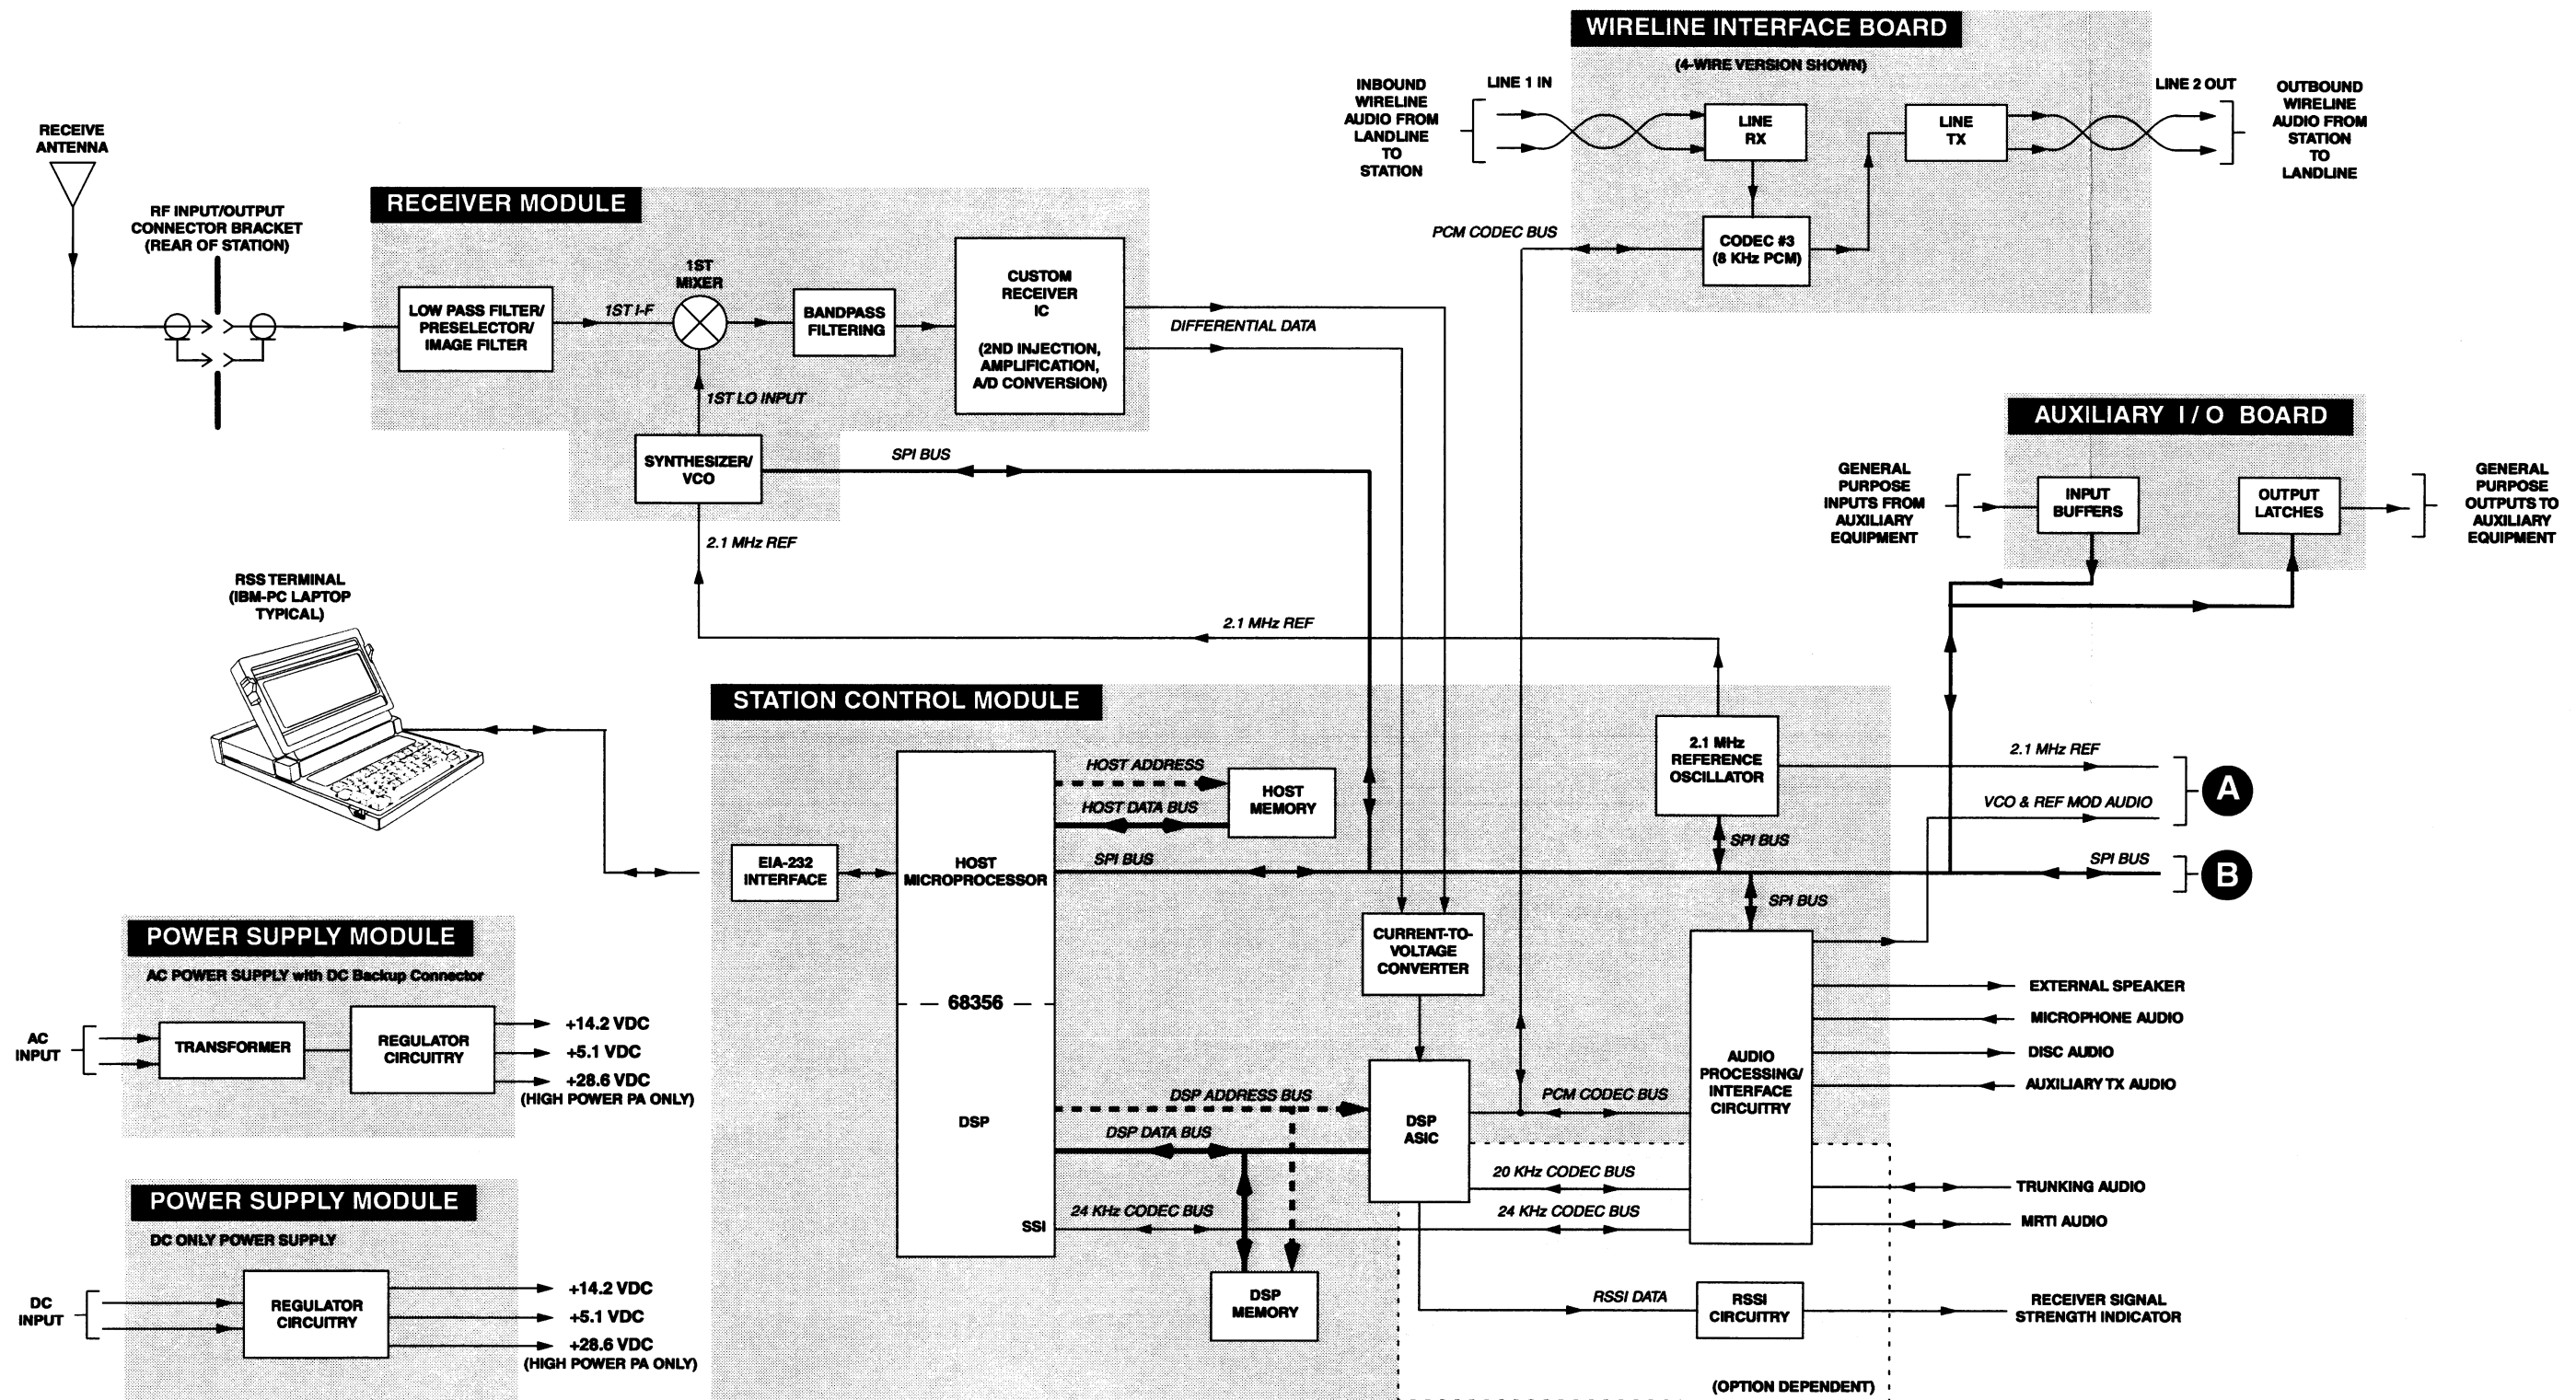 WIRELINE INTERFACE BOARD
(4-WIRE VERSION SHOWN)
INBOUND
WIRELINE
AUDIO FROM
LANDLINE
TO
STATION
LINE 1 IN
LINE
RX
LINE
TX
LINE 2 OUT
OUTBOUND
WIRELINE
AUDIO FROM
STATION
TO
LANDLINE
PCM CODEC BUS
CODEC #3
(8 KHz PCM)
RECEIVE
ANTENNA
RF INPUT/OUTPUT
CONNECTOR BRACKET
(REAR OF STATION)
RECEIVER MODULE
LOW PASS FILTER/
PRESELECTOR/
IMAGE FILTER
1ST I-F
1ST
MIXER
BANDPASS
FILTERING
CUSTOM
RECEIVER
IC
(2ND INJECTION,
AMPLIFICATION,
A/D CONVERSION)
DIFFERENTIAL DATA
1ST LO INPUT
SYNTHESIZER/
VCO
SPI BUS
2.1 MHz REF
2.1 MHz REF
AUXILIARY I / O BOARD
GENERAL
PURPOSE
INPUTS FROM
AUXILIARY
EQUIPMENT
INPUT
BUFFERS
OUTPUT
LATCHES
GENERAL
PURPOSE
OUTPUTS TO
AUXILIARY
EQUIPMENT
RSS TERMINAL
(IBM-PC LAPTOP
TYPICAL)
STATION CONTROL MODULE
EIA-232
INTERFACE
HOST
MICROPROCESSOR
68356
DSP
SSI
HOST ADDRESS
HOST DATA BUS
HOST
MEMORY
SPI BUS
2.1 MHz
REFERENCE
OSCILLATOR
SPI BUS
2.1 MHz REF
VCO & REF MOD AUDIO
A
SPI BUS
B
SPI BUS
CURRENT-TO-
VOLTAGE
CONVERTER
AUDIO
PROCESSING/
INTERFACE
CIRCUITRY
EXTERNAL SPEAKER
MICROPHONE AUDIO
DISC AUDIO
AUXILIARY TX AUDIO
TRUNKING AUDIO
MRTI AUDIO
DSP ADDRESS BUS
DSP DATA BUS
DSP
ASIC
PCM CODEC BUS
20 KHz CODEC BUS
24 KHz CODEC BUS
24 KHz CODEC BUS
DSP
MEMORY
RSSI DATA
RSSI
CIRCUITRY
RECEIVER SIGNAL
STRENGTH INDICATOR
(OPTION DEPENDENT)
POWER SUPPLY MODULE
AC POWER SUPPLY with DC Backup Connector
AC
INPUT
TRANSFORMER
REGULATOR
CIRCUITRY
+14.2 VDC
+5.1 VDC
+28.6 VDC
(HIGH POWER PA ONLY)
POWER SUPPLY MODULE
DC ONLY POWER SUPPLY
DC
INPUT
REGULATOR
CIRCUITRY
+14.2 VDC
+5.1 VDC
+28.6 VDC
(HIGH POWER PA ONLY)